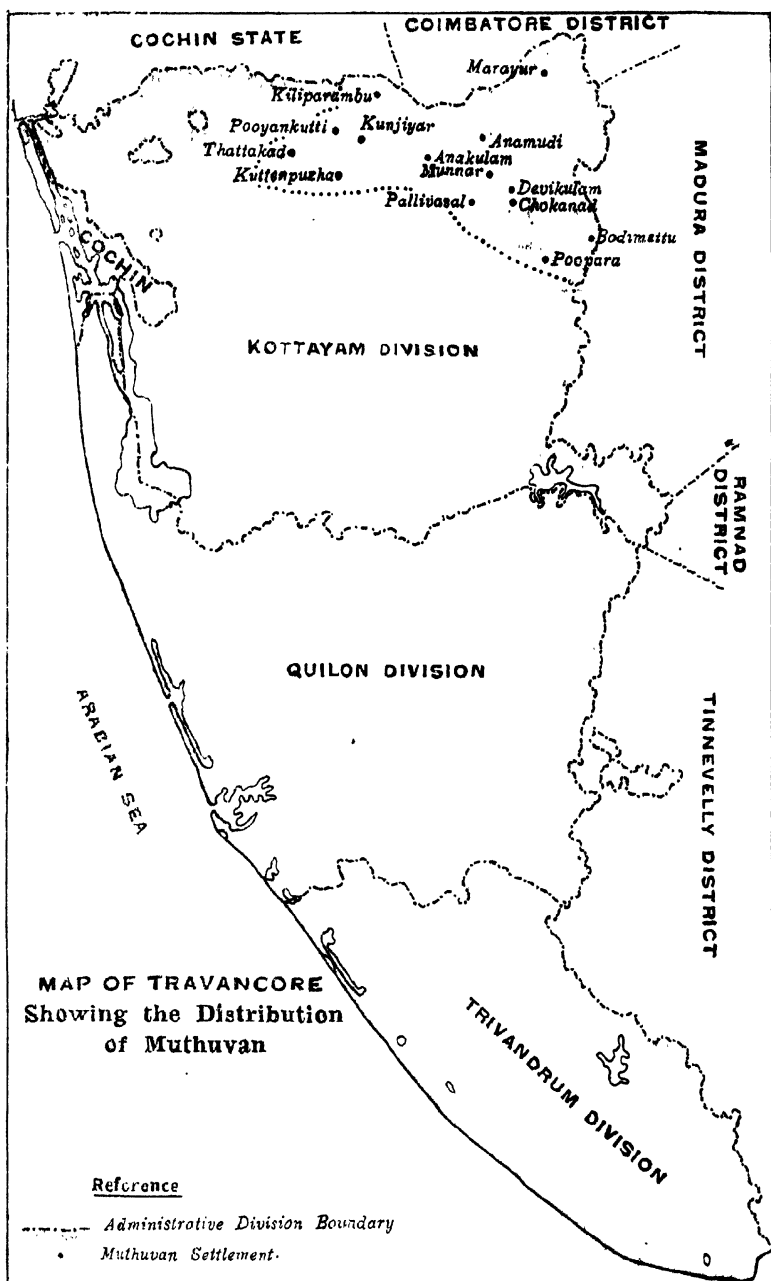 COCHIN STATE
COIMBATORE DISTRICT
Marayur
Kiliparambu
Pooyankutti
Kunjiyar
Anamudi
Thattakad
Anakulam
Munnar
Kuttenpuzha
Devikulam
Chokanad
Pallivasal
Bodimettu
Poopara
MADURA DISTRICT
COCHIN
KOTTAYAM DIVISION
RAMNAD
DISTRICT
QUILON DIVISION
ARABIAN SEA
TINNEVELLY DISTRICT
MAP OF TRAVANCORE
Showing the Distribution
of Muthuvan
TRIVANDRUM DIVISION
Reference
Administrative Division Boundary
Muthuvan Settlement.